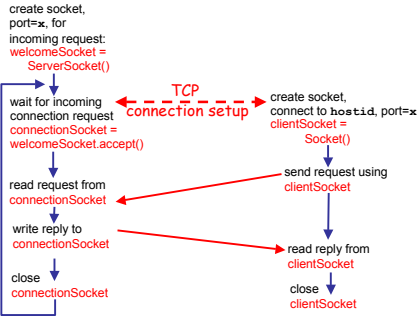 create socket,
port=x, for
incoming request:
welcomeSocket =
ServerSocket()
wait for incoming
connection request
connectionSocket =
welcomeSocket.accept()
TCP
connection setup
create socket,
connect to hostid, port=x
clientSocket =
Socket()
send request using
clientSocket
read request from
connectionSocket
write reply to
connectionSocket
read reply from
clientSocket
close
connectionSocket
close
clientSocket